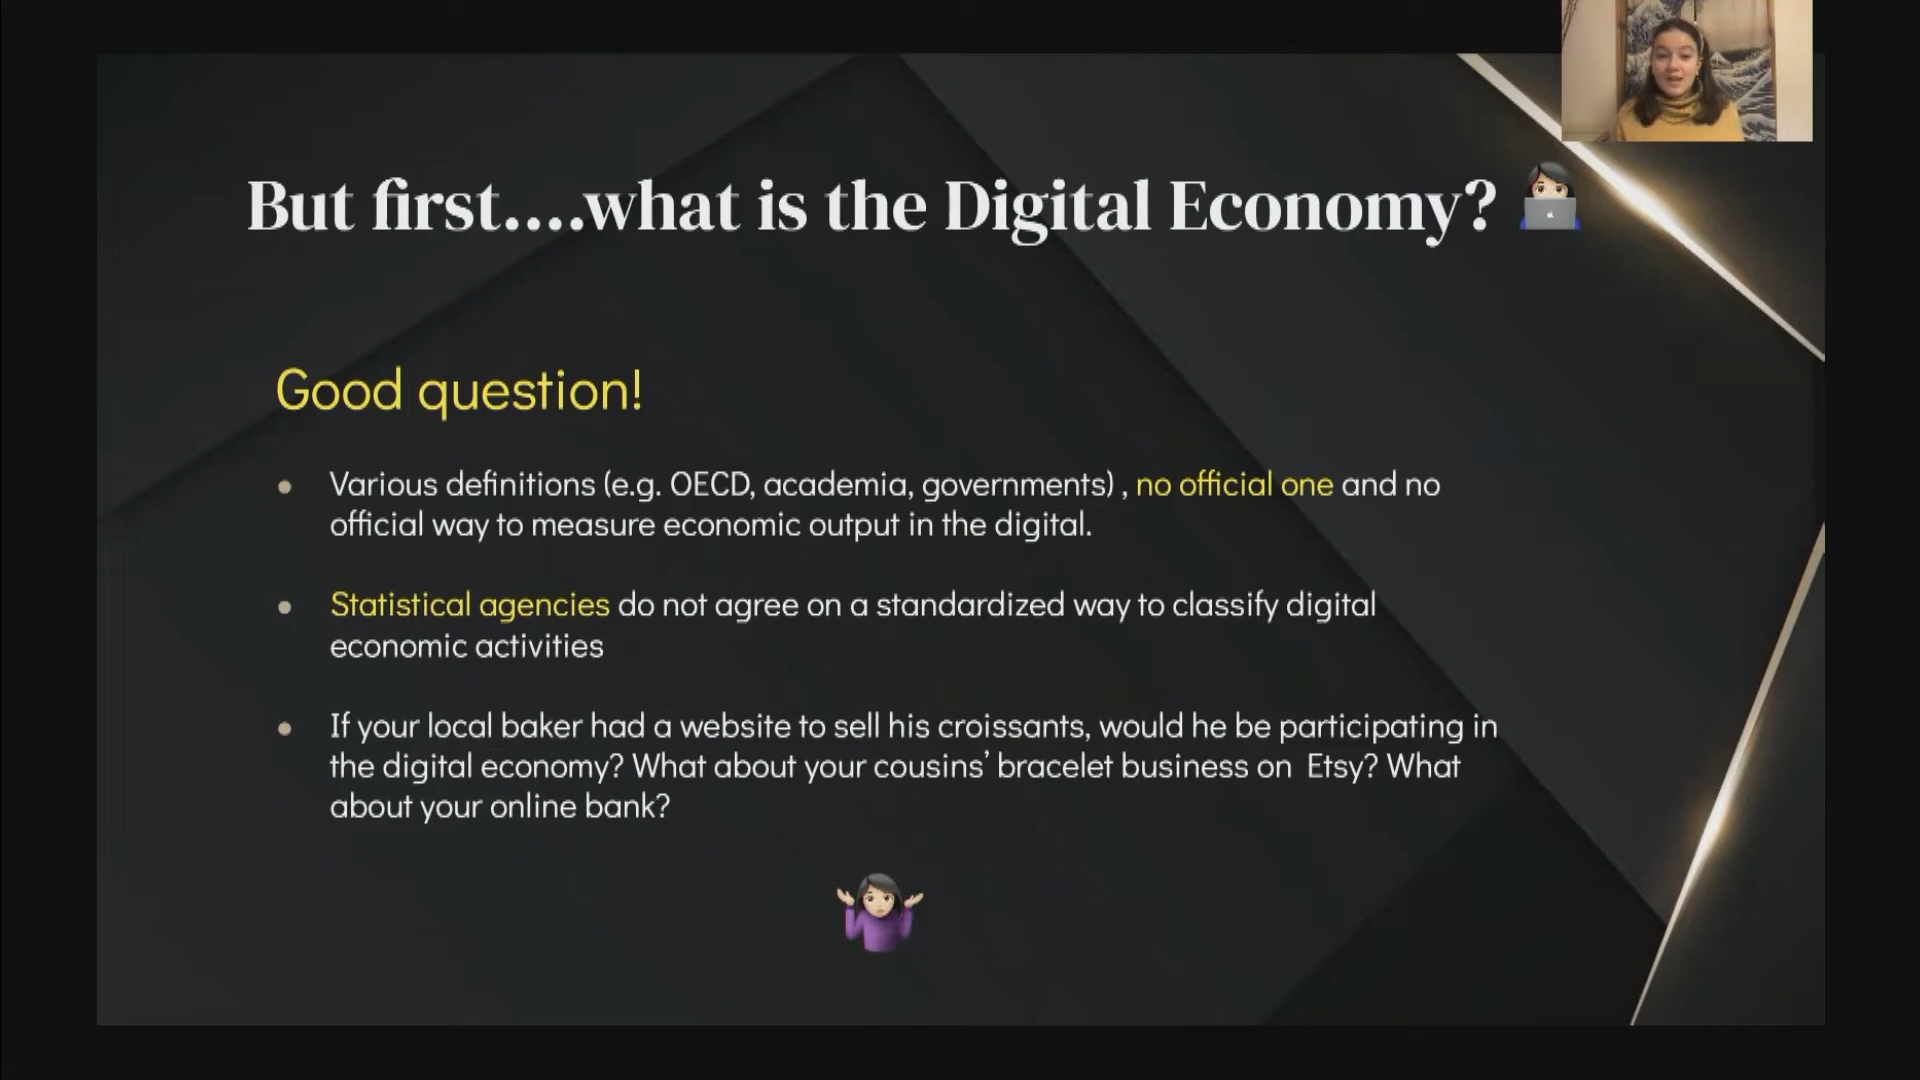 But first....what is the Digital Economy?
Good question!
Various definitions (e.g. OECD, academia, governments) , no official one and no
official way to measure economic output in the digital.
Statistical agencies do not agree on a standardized way to classify digital
economic activities
If your local baker had a website to sell his croissants, would he be participating in
the digital economy? What about your cousins’ bracelet business on Etsy? What
about your online bank?